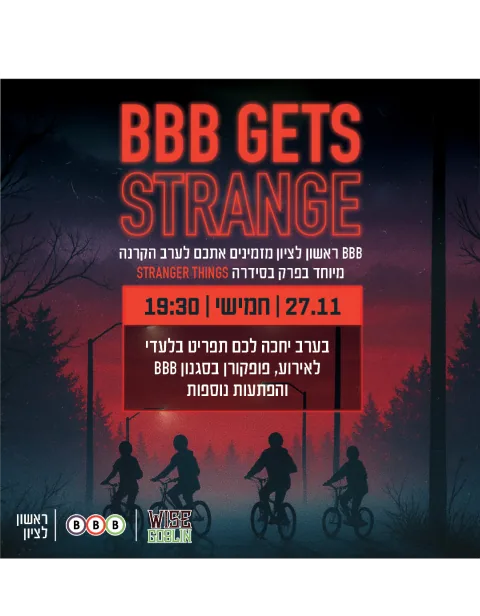 BBB GETS
STRANGE
BBB ראשון לציון מזמינים אתכם לערב הקרנה
מיוחד בפרק בסידרה STRANGER THINGS
27.11 | חמישי | 19:30
בערב יחכה לכם תפריט בלעדי
לאירוע, פופקורן בסגנון BBB
והפתעות נוספות
ראשון
לציון
BBB
WISE
GOBLIN